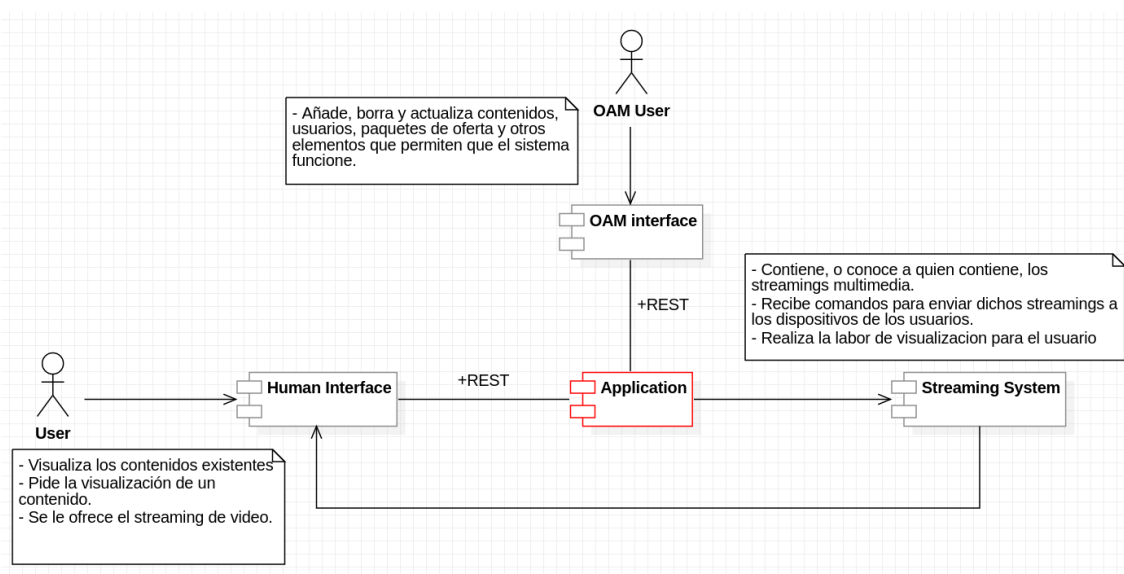 OAM User
- Añade, borra y actualiza contenidos,
usuarios, paquetes de oferta y otros
elementos que permiten que el sistema
funcione.
OAM interface
- Contiene, o conoce a quien contiene, los
streamings multimedia.
- Recibe comandos para enviar dichos streamings a
los dispositivos de los usuarios.
- Realiza la labor de visualizacion para el usuario
+REST
Human Interface
+REST
Application
Streaming System
User
- Visualiza los contenidos existentes
- Pide la visualización de un
contenido.
- Se le ofrece el streaming de video.